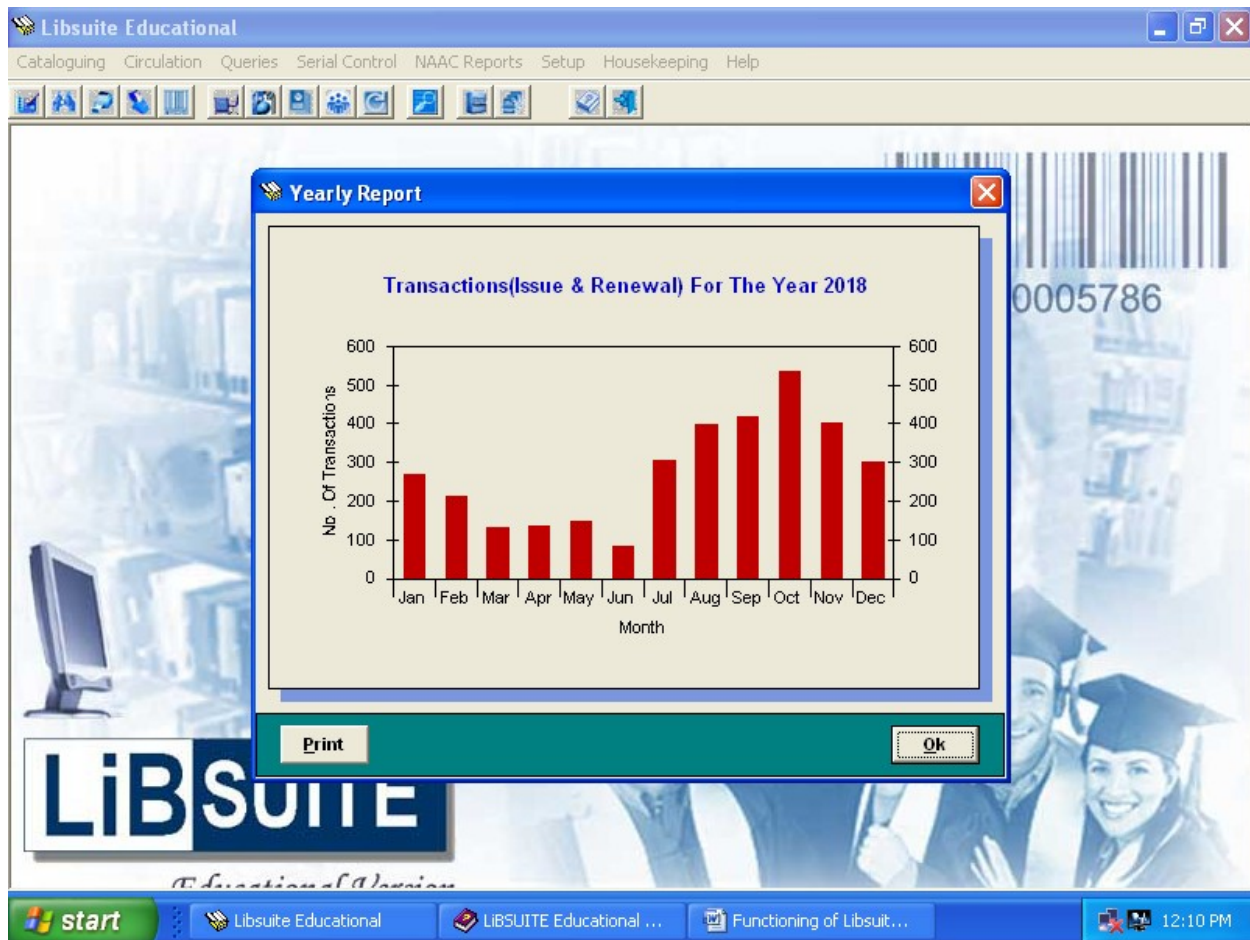 Libsuite Educational
Cataloguing Circulation Queries Serial Control NAAC Reports Setup Housekeeping Help
0005786
Yearly Report
Transactions(Issue & Renewal) For The Year 2018
No . Of Transactions
600 600
500 500
400 400
300 300
200 200
100 100
0 0
Jan Feb Mar Apr May Jun Jul Aug Sep Oct Nov Dec
Month
Print Ok
LiBSUITE
Educational Version
start Libsuite Educational LiBSUITE Educational ... Functioning of Libsuit... 12:10 PM